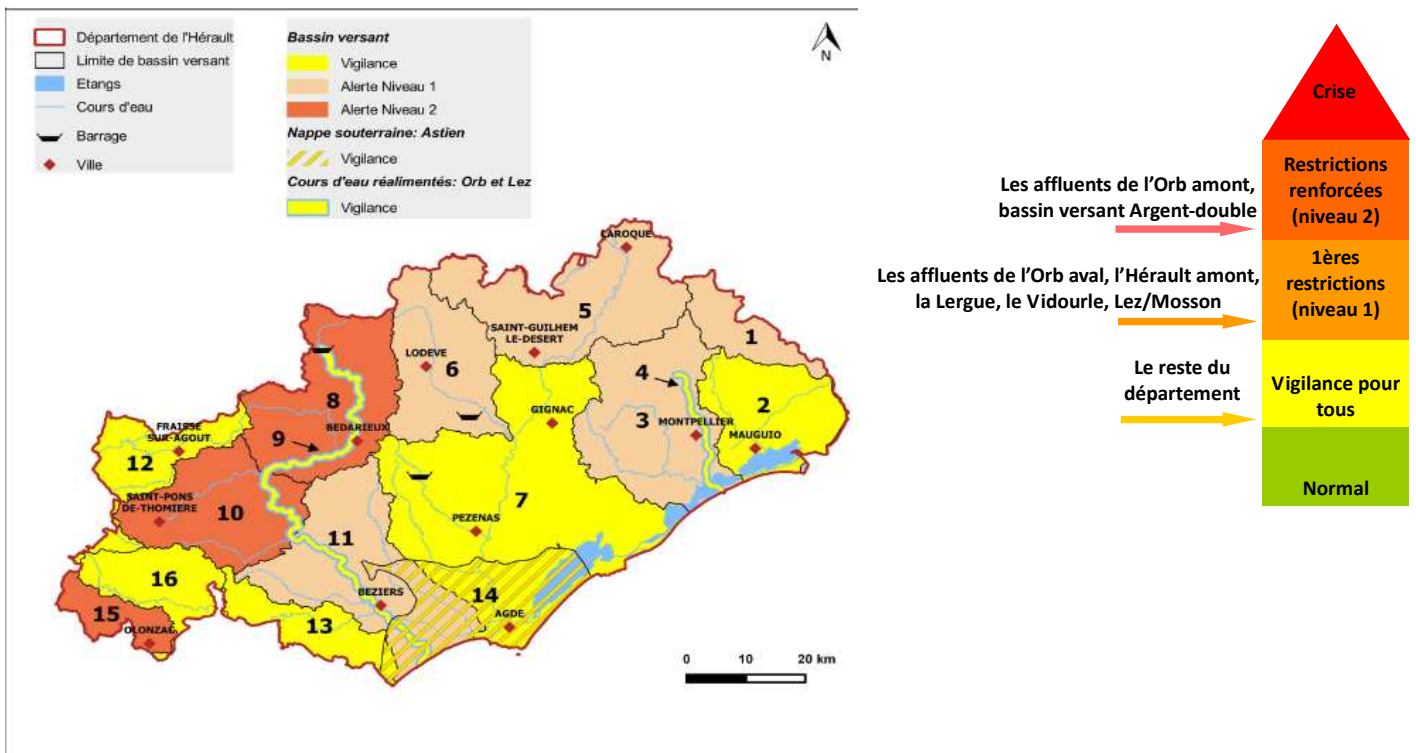 Département de l'Hérault
Limite de bassin versant
Etangs
Cours d'eau
Barrage
Ville
Bassin versant
Vigilance
Alerte Niveau 1
Alerte Niveau 2
Nappe souterraine: Astien
Vigilance
Cours d'eau réalimentés: Orb et Lez
Vigilance
N
LAROQUE
5
SAINT-GUILHEM
LE-DESERT
1
LODEVE
6
4
8
GIGNAC
3
2
MONTPELLIER
MAUGUIO
FRAISSE
SUR-AGOUT
9
BEDARIEUX
12
SAINT-PONS
DE-THOMIERE
10
7
PEZENAS
11
16
BEZIERS
14
AGDE
15
OLONZAC
13
0 10 20 km
Crise
Les affluents de l'Orb amont,
bassin versant Argent-double
Restrictions
renforcées
(niveau 2)
Les affluents de l'Orb aval, l'Hérault amont,
la Lergue, le Vidourle, Lez/Mosson
1ères
restrictions
(niveau 1)
Le reste du
département
Vigilance pour
tous
Normal